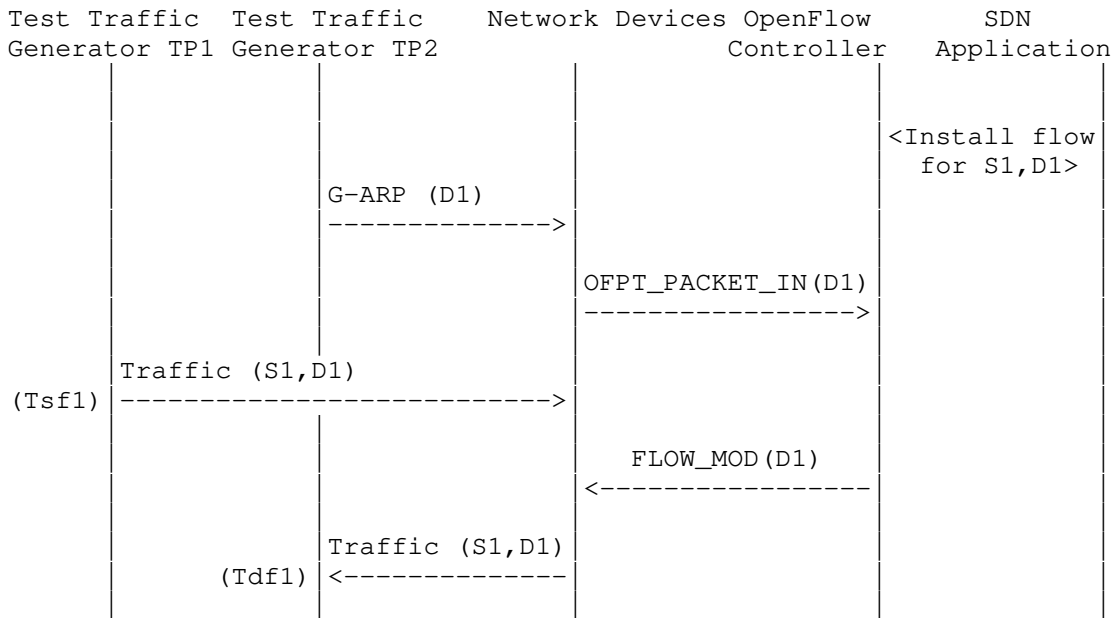 Test Traffic Test Traffic Network Devices OpenFlow SDN
Generator TP1 Generator TP2 Controller Application
<Install flow
for S1,D1>
G-ARP (D1)
-------------->
OFPT_PACKET_IN(D1)
----------------->
Traffic (S1,D1)
(Tsf1) --------------------------->
FLOW_MOD(D1)
<-----------------
Traffic (S1,D1)
(Tdf1) <--------------